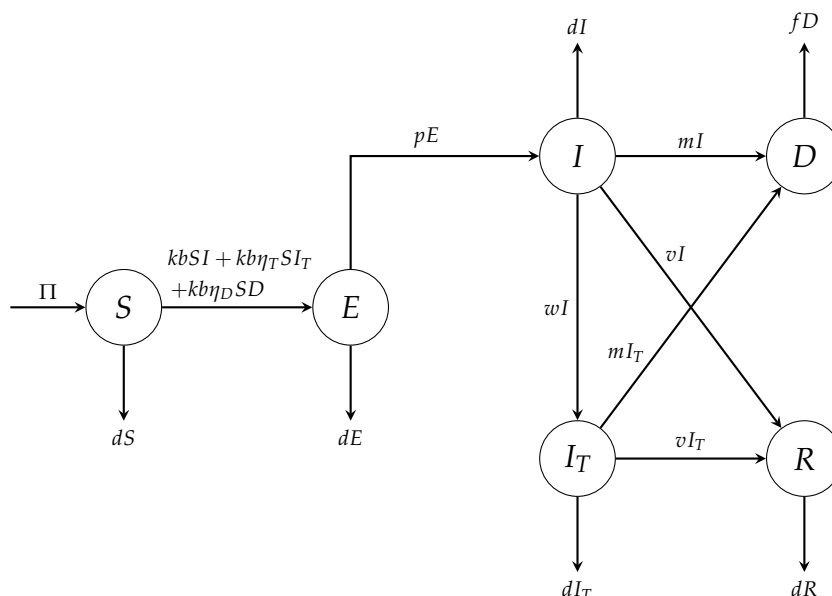 dI
fD
pE
I
mI
D
kbSI + kbη_T SI_T
+kbη_D SD
vI
Π
S
E
wI
mI_T
dS
dE
I_T
vI_T
R
dI_T
dR